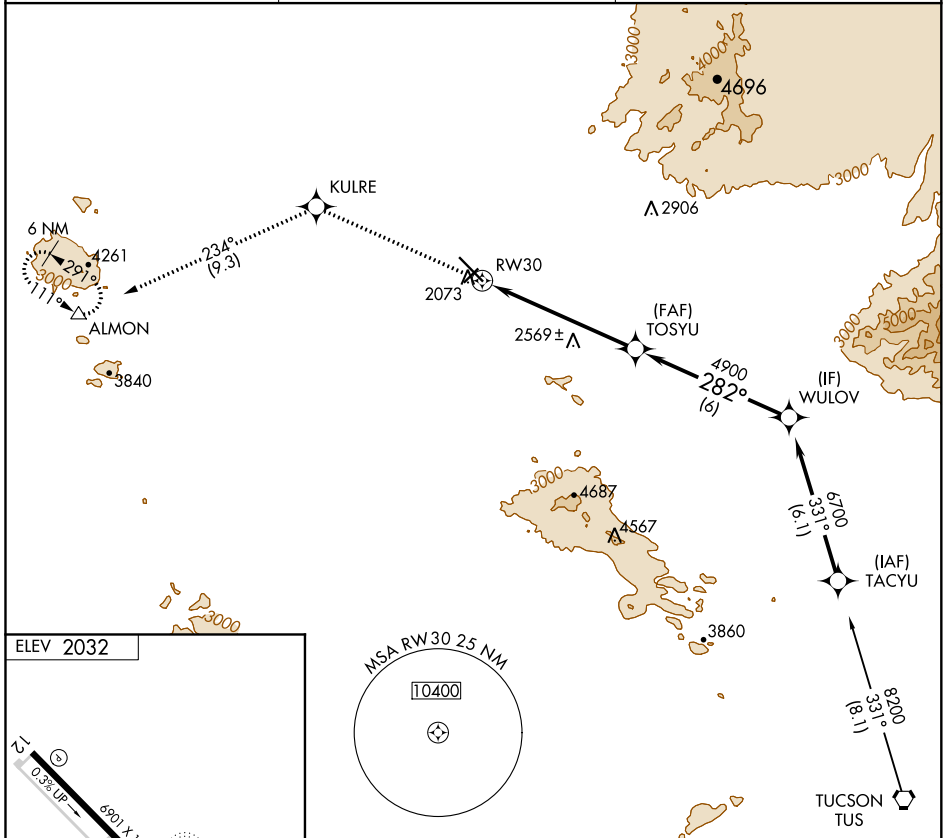 3000
4000
4696
3000
2906
KULRE
6 NM
4261
291°
3000
111°
ALMON
234°
(9.3)
RW30
2073
(FAF)
TOSYU
2569 ±
3000
5000
4900
282°
(6)
(IF)
WULOV
3840
3000
4687
4567
6700
331°
(6.1)
(IAF)
TACYU
3000
3860
8200
331°
(8.1)
TUCSON
TUS
MSA RW30 25 NM
10400
ELEV 2032
12
P
0.3% UP
6901 X